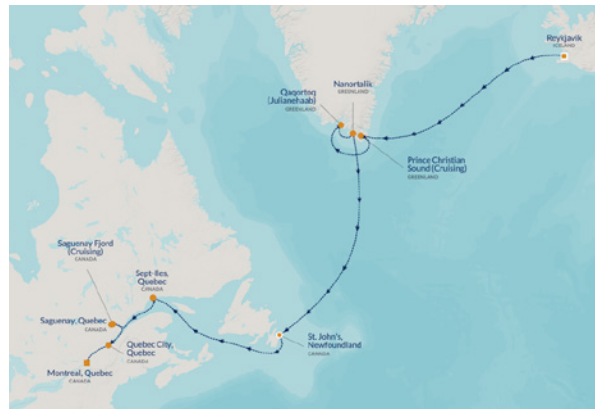 Reykjavik
ICELAND
Nanortalik
GREENLAND
Qaqortoq
(Julianehaab)
GREENLAND
Prince Christian
Sound (Cruising)
GREENLAND
Saguenay Fjord
(Cruising)
CANADA
Sept-Iles,
Quebec
CANADA
Saguenay, Quebec
CANADA
Quebec City,
Quebec
CANADA
St. John's,
Newfoundland
CANADA
Montreal, Quebec
CANADA